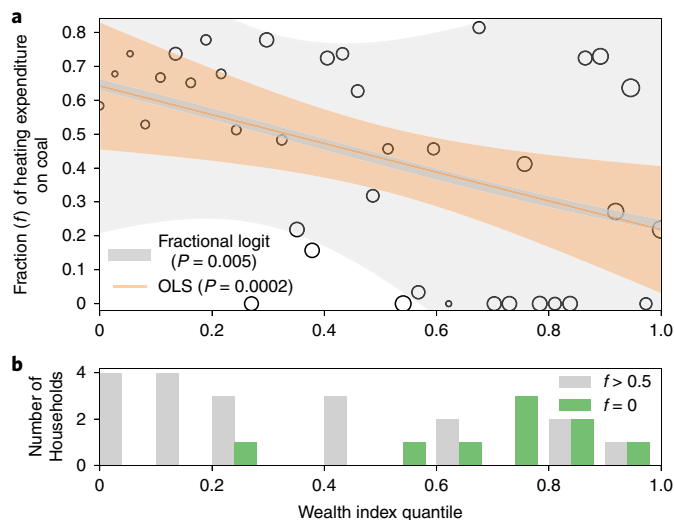 a
Fraction (f) of heating expenditure
on coal
0.8
0.7
0.6
0.5
0.4
0.3
0.2
0.1
0
Fractional logit
(P = 0.005)
OLS (P = 0.0002)
0
0.2
0.4
0.6
0.8
1.0
b
Number of
Households
4
2
0
f > 0.5
f = 0
0
0.2
0.4
0.6
0.8
1.0
Wealth index quantile